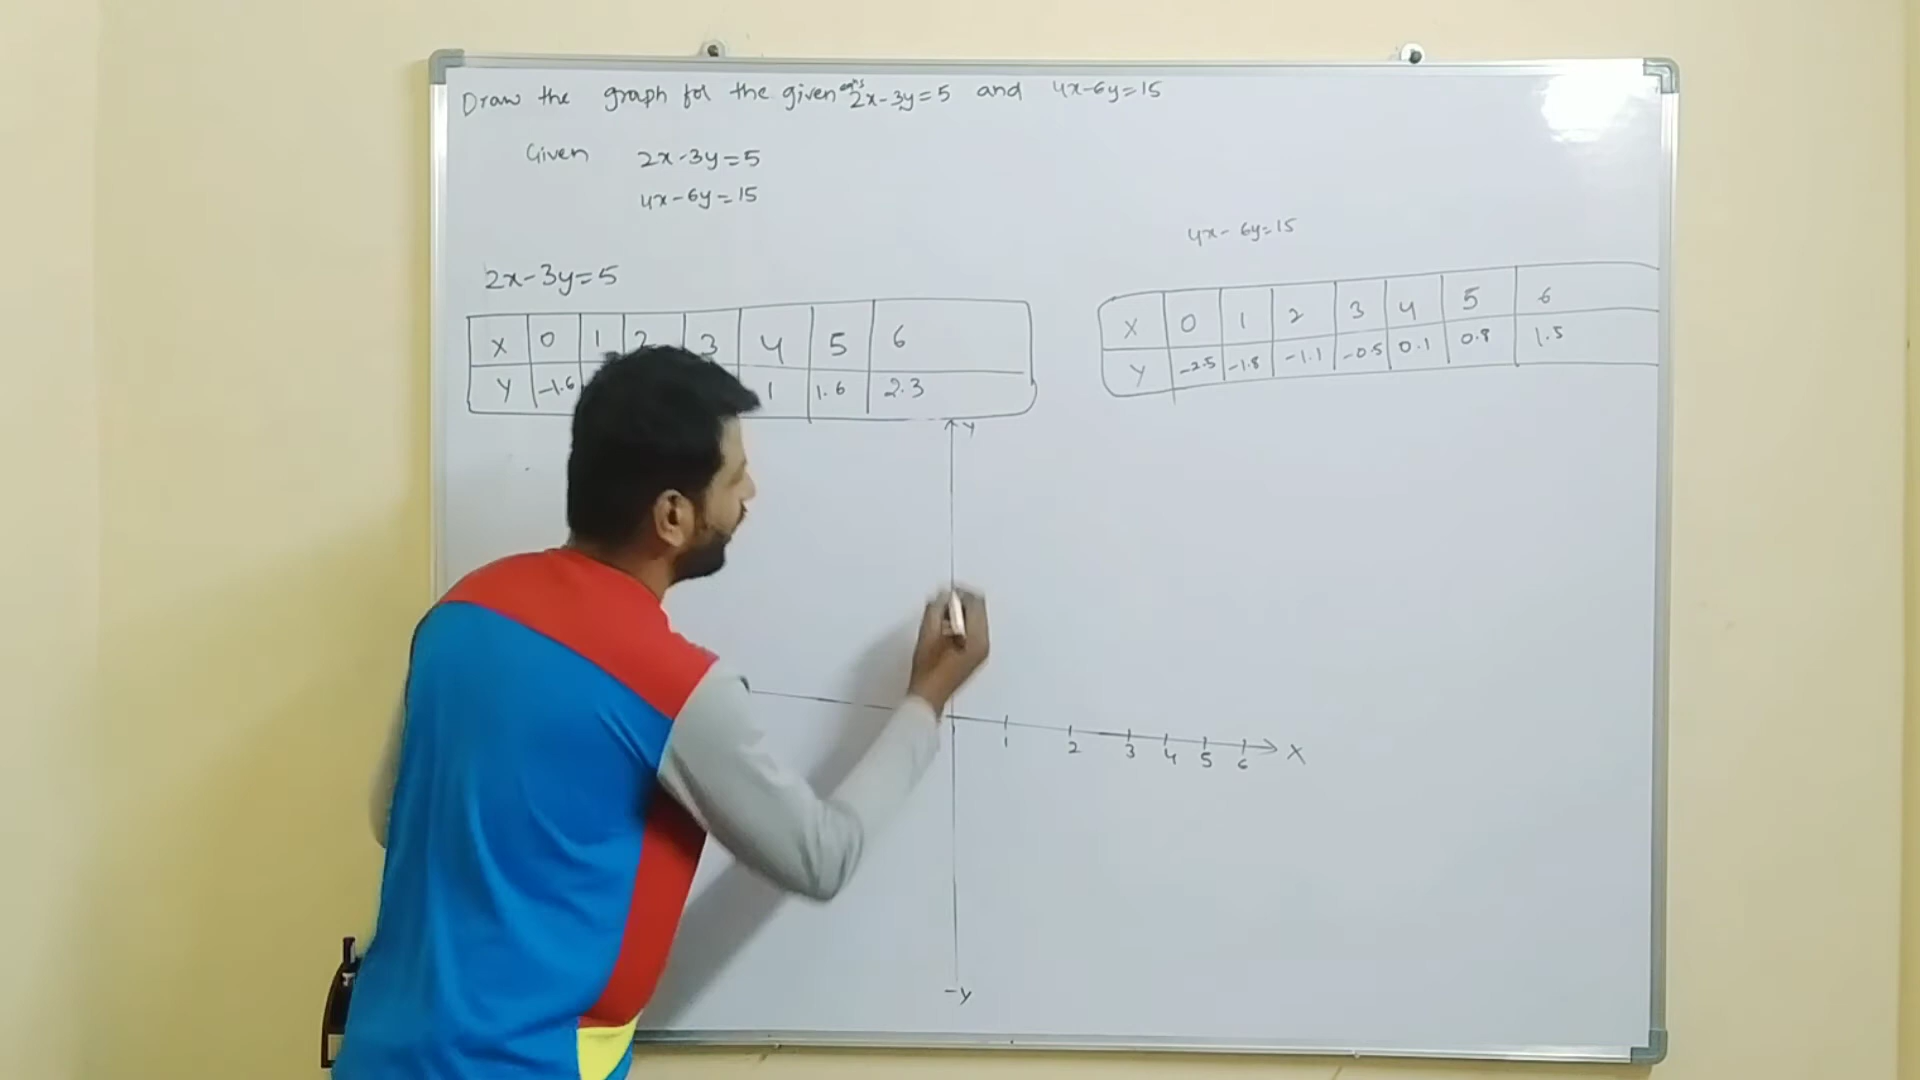 Draw the graph for the given eqns 2x-3y=5 and 4x-6y=15
Given 2x-3y=5
4x-6y=15
2x-3y=5
X 0 1 2 3 4 5 6
Y -1.6 1 1.6 2.3
4x-6y=15
X 0 1 2 3 4 5 6
Y -2.5 -1.8 -1.1 -0.5 0.1 0.8 1.5
Y
1 2 3 4 5 6 X
-Y